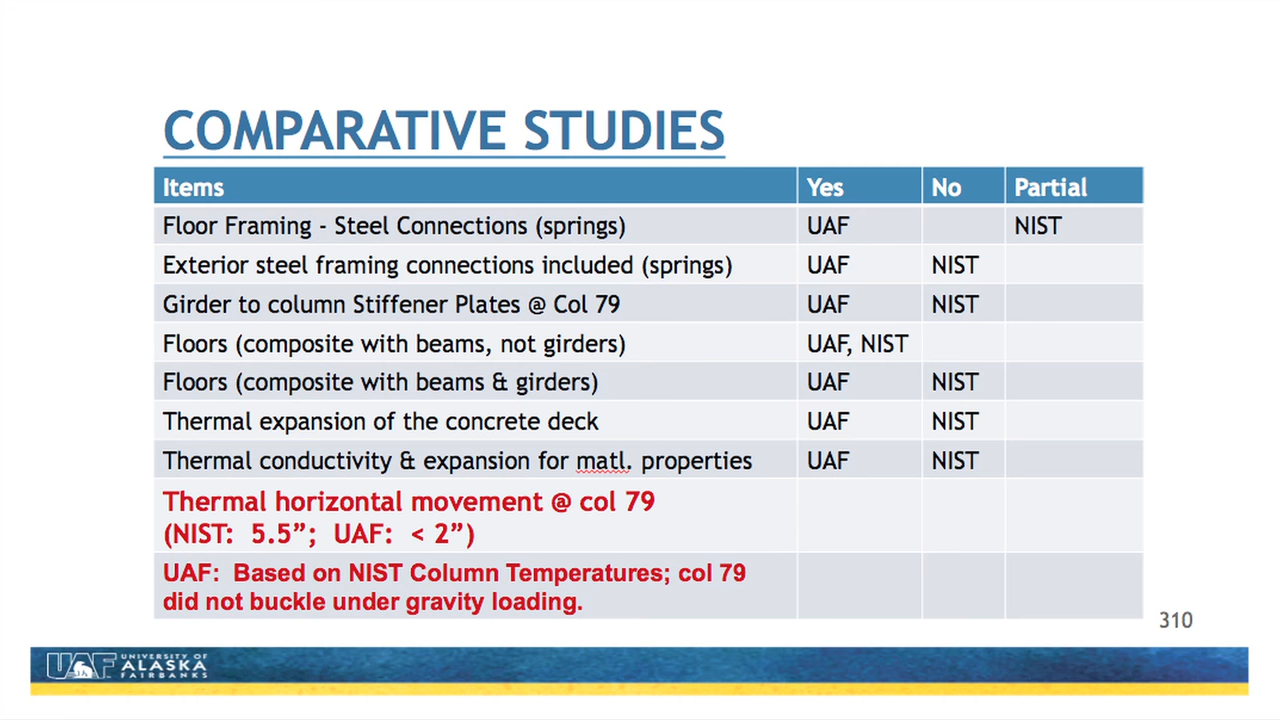 COMPARATIVE STUDIES
Items Yes No Partial
Floor Framing - Steel Connections (springs) UAF NIST
Exterior steel framing connections included (springs) UAF NIST
Girder to column Stiffener Plates @ Col 79 UAF NIST
Floors (composite with beams, not girders) UAF, NIST
Floors (composite with beams & girders) UAF NIST
Thermal expansion of the concrete deck UAF NIST
Thermal conductivity & expansion for matl. properties UAF NIST
Thermal horizontal movement @ col 79
(NIST: 5.5”; UAF: < 2”)
UAF: Based on NIST Column Temperatures; col 79
did not buckle under gravity loading.
310
UAF
UNIVERSITY OF
ALASKA
FAIRBANKS